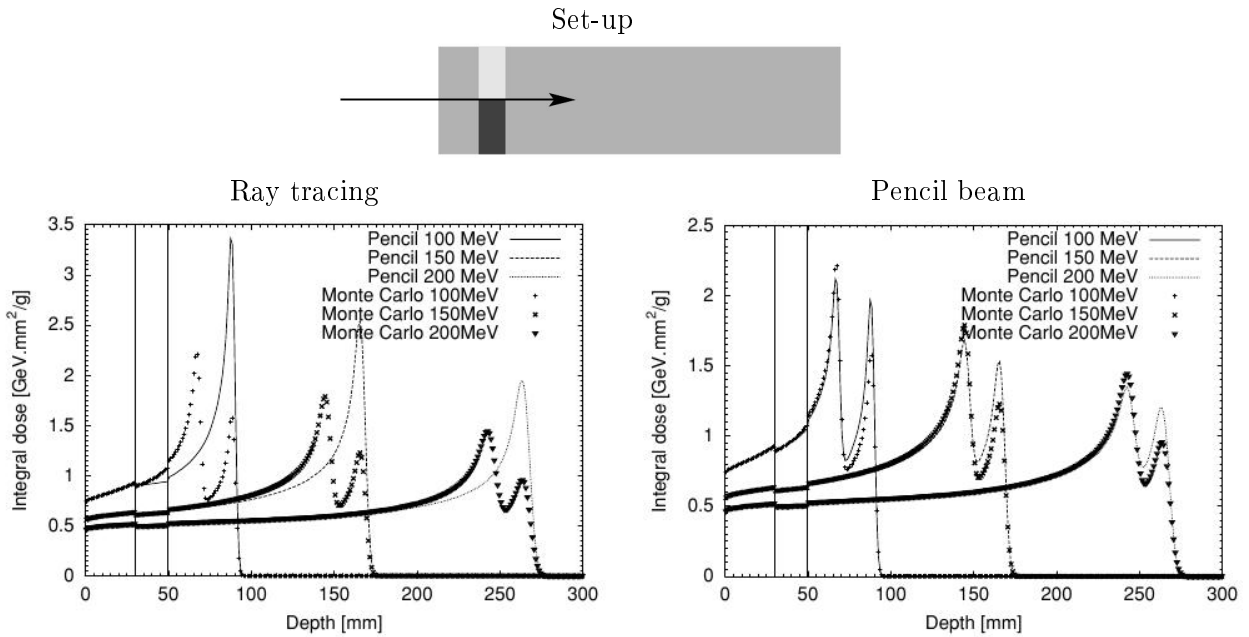 Set-up
Ray tracing
Pencil beam
3.5
3
2.5
2
1.5
1
0.5
0
Integral dose [GeV.mm²/g]
Pencil 100 MeV
Pencil 150 MeV
Pencil 200 MeV
Monte Carlo 100MeV
Monte Carlo 150MeV
Monte Carlo 200MeV
0 50 100 150 200 250 300
Depth [mm]
2.5
2
1.5
1
0.5
0
Integral dose [GeV.mm²/g]
Pencil 100 MeV
Pencil 150 MeV
Pencil 200 MeV
Monte Carlo 100MeV
Monte Carlo 150MeV
Monte Carlo 200MeV
0 50 100 150 200 250 300
Depth [mm]